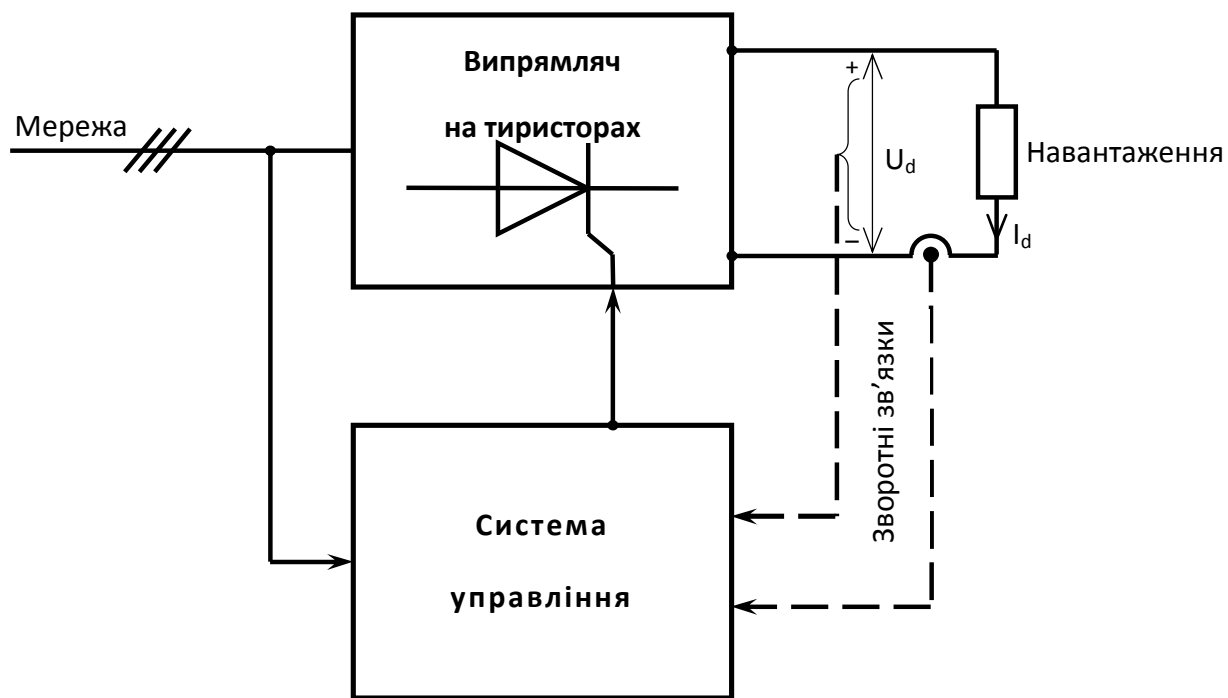 Випрямляч
на тиристорах
Мережа
+
U_d
–
Навантаження
I_d
Зворотні зв’язки
Система
управління